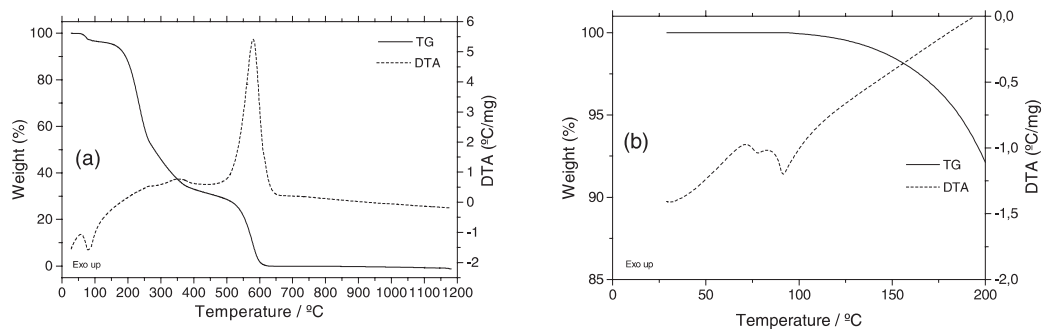 100
80
60
40
20
0
Weight (%)
(a)
TG
DTA
Exo up
6
5
4
3
2
1
0
-1
-2
DTA (ºC/mg)
0 100 200 300 400 500 600 700 800 900 1000 1100 1200
Temperature / ºC
100
95
90
85
Weight (%)
(b)
TG
DTA
Exo up
0,0
-0,5
-1,0
-1,5
-2,0
DTA (ºC/mg)
0 50 100 150 200
Temperature / ºC